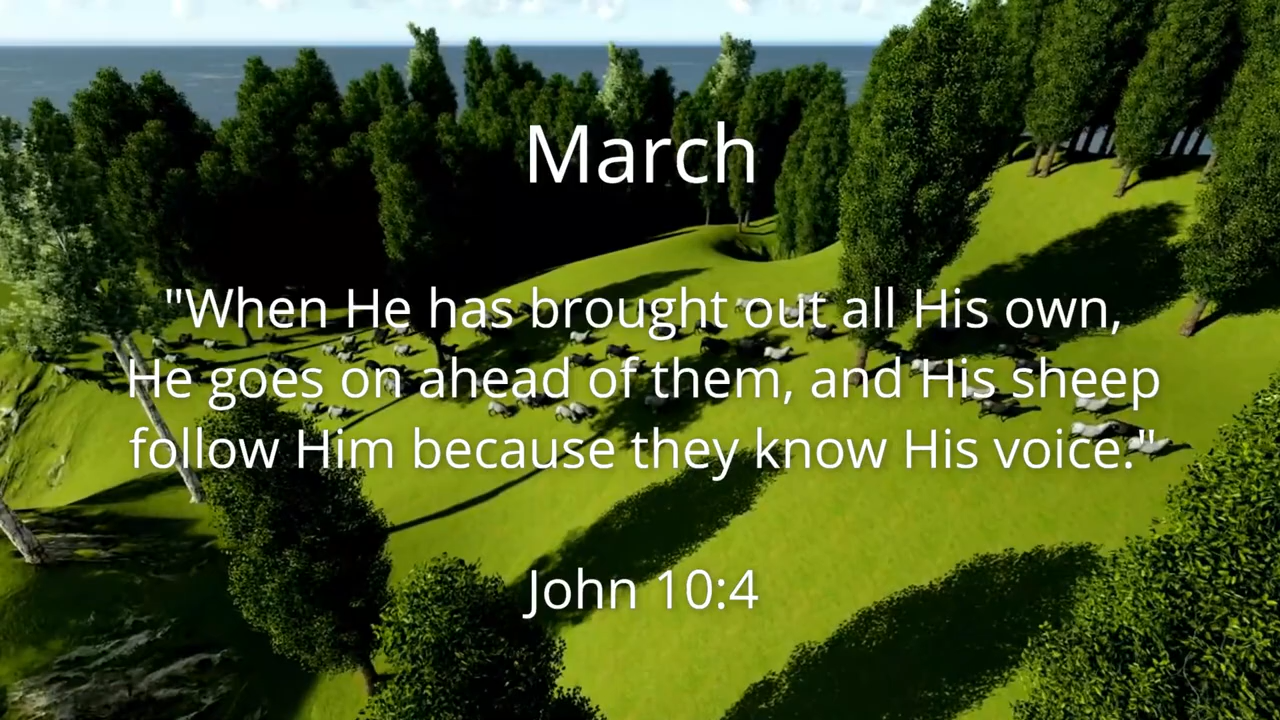 March
"When He has brought out all His own,
He goes on ahead of them, and His sheep
follow Him because they know His voice."
John 10:4